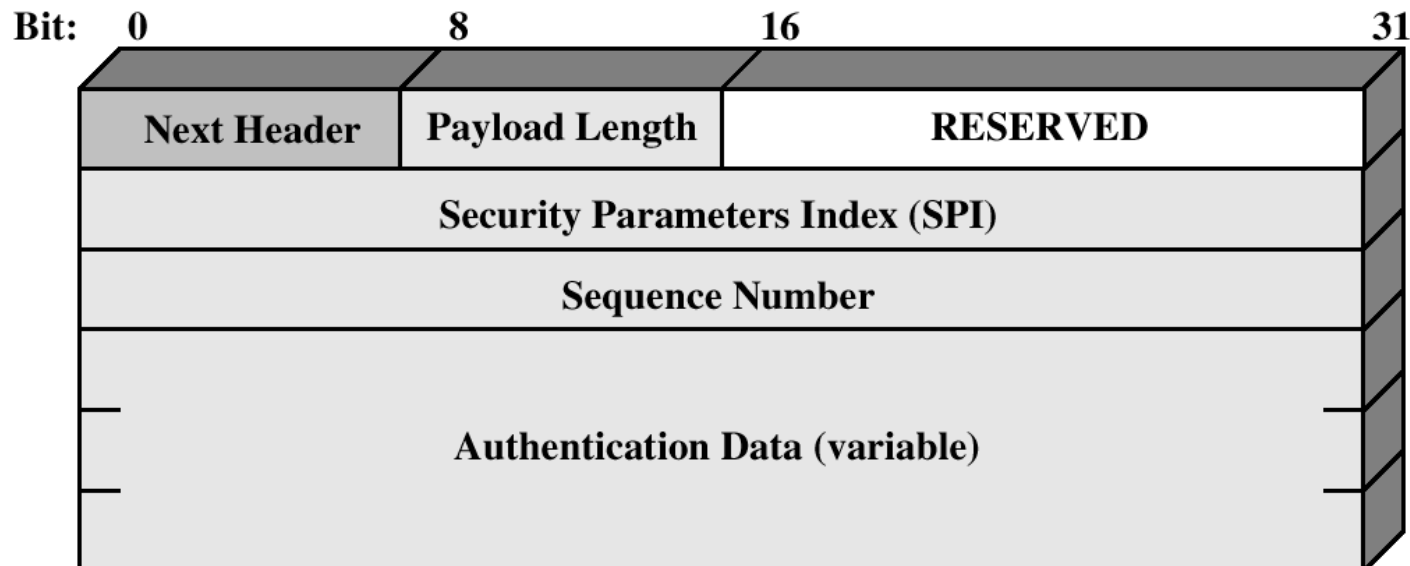 Bit: 0 8 16 31
Next Header Payload Length RESERVED
Security Parameters Index (SPI)
Sequence Number
Authentication Data (variable)